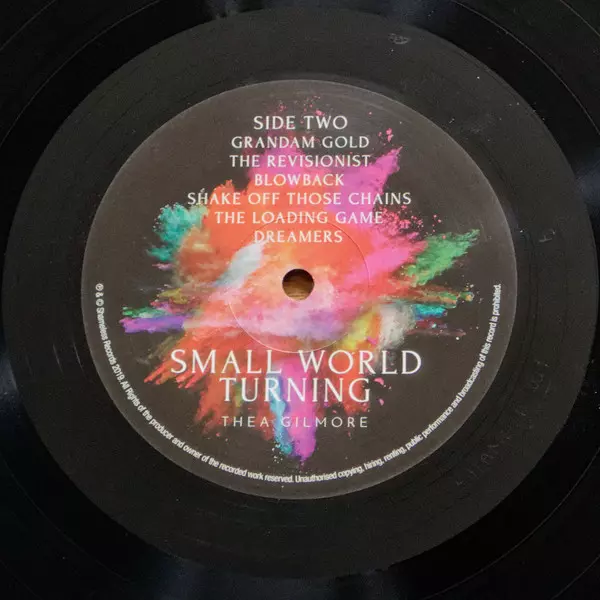 SIDE TWO
GRANDAM GOLD
THE REVISIONIST
BLOWBACK
SHAKE OFF THOSE CHAINS
THE LOADING GAME
DREAMERS
SMALL WORLD
TURNING
THEA GILMORE
℗ & © Shameless Records 2019. All Rights of the producer and owner of the recorded work reserved. Unauthorised copying, hiring, renting, public performance and broadcasting of this record is prohibited.